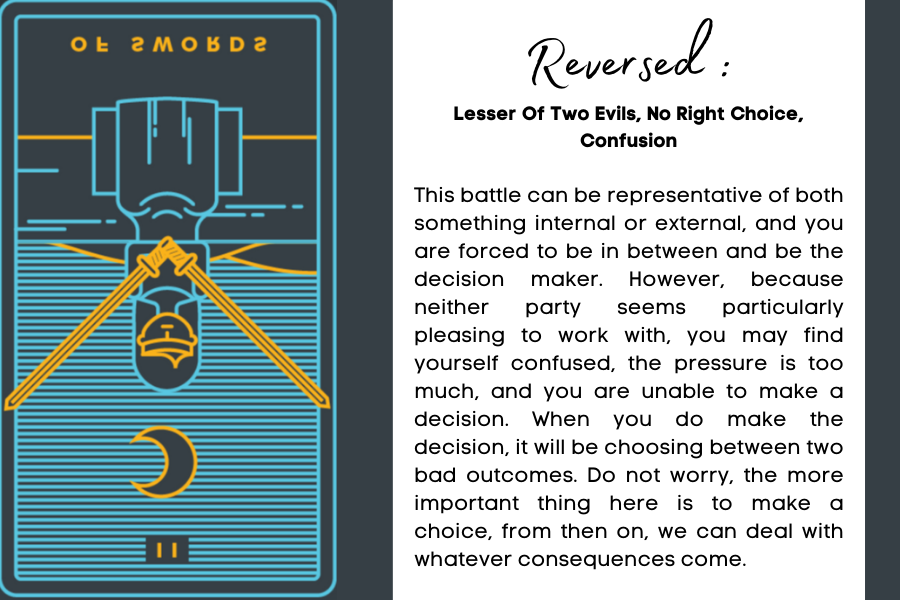 OF SWORDS
II
Reversed :
Lesser Of Two Evils, No Right Choice,
Confusion
This battle can be representative of both
something internal or external, and you
are forced to be in between and be the
decision maker. However, because
neither party seems particularly
pleasing to work with, you may find
yourself confused, the pressure is too
much, and you are unable to make a
decision. When you do make the
decision, it will be choosing between two
bad outcomes. Do not worry, the more
important thing here is to make a
choice, from then on, we can deal with
whatever consequences come.